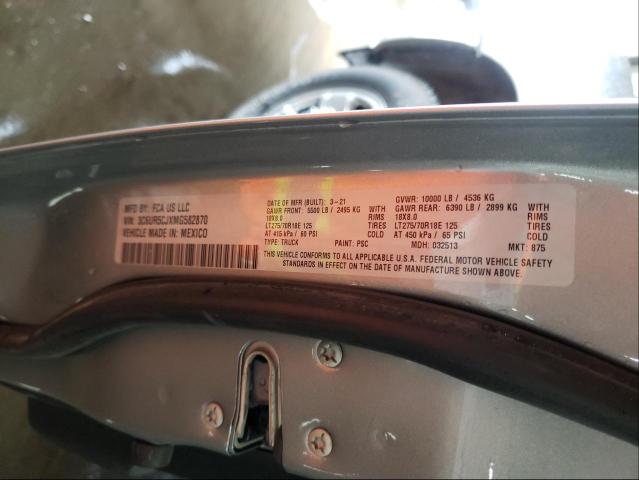 MFD. BY: FCA US LLC
VIN: 3C6UR5CJXMG582870
VEHICLE MADE IN: MEXICO
DATE OF MFR (BUILT): 3-21
GAWR FRONT: 5500 LB / 2495 KG
18X8.0 RIMS
LT275/70R18E 125 TIRES
AT 415 kPa / 60 PSI COLD
TYPE: TRUCK PAINT: PSC
GVWR: 10000 LB / 4536 KG
GAWR REAR: 6390 LB / 2899 KG
18X8.0 RIMS
LT275/70R18E 125 TIRES
AT 450 kPa / 65 PSI COLD
MDH: 032513 MKT: 875
THIS VEHICLE CONFORMS TO ALL APPLICABLE U.S.A. FEDERAL MOTOR VEHICLE SAFETY
STANDARDS IN EFFECT ON THE DATE OF MANUFACTURE SHOWN ABOVE.